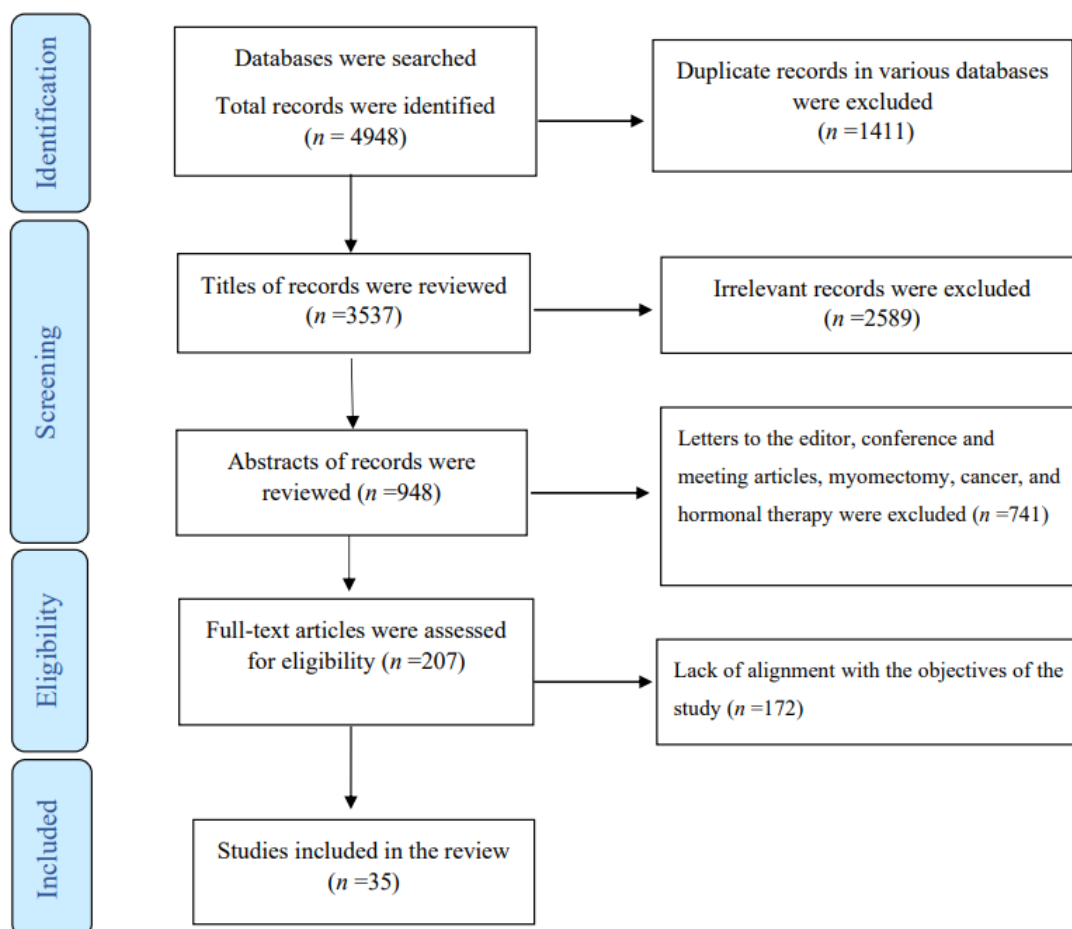 Identification
Databases were searched
Total records were identified
(n = 4948)
Duplicate records in various databases
were excluded
(n =1411)
Screening
Titles of records were reviewed
(n =3537)
Irrelevant records were excluded
(n =2589)
Abstracts of records were
reviewed (n =948)
Letters to the editor, conference and
meeting articles, myomectomy, cancer, and
hormonal therapy were excluded (n =741)
Eligibility
Full-text articles were assessed
for eligibility (n =207)
Lack of alignment with the objectives of the
study (n =172)
Included
Studies included in the review
(n =35)